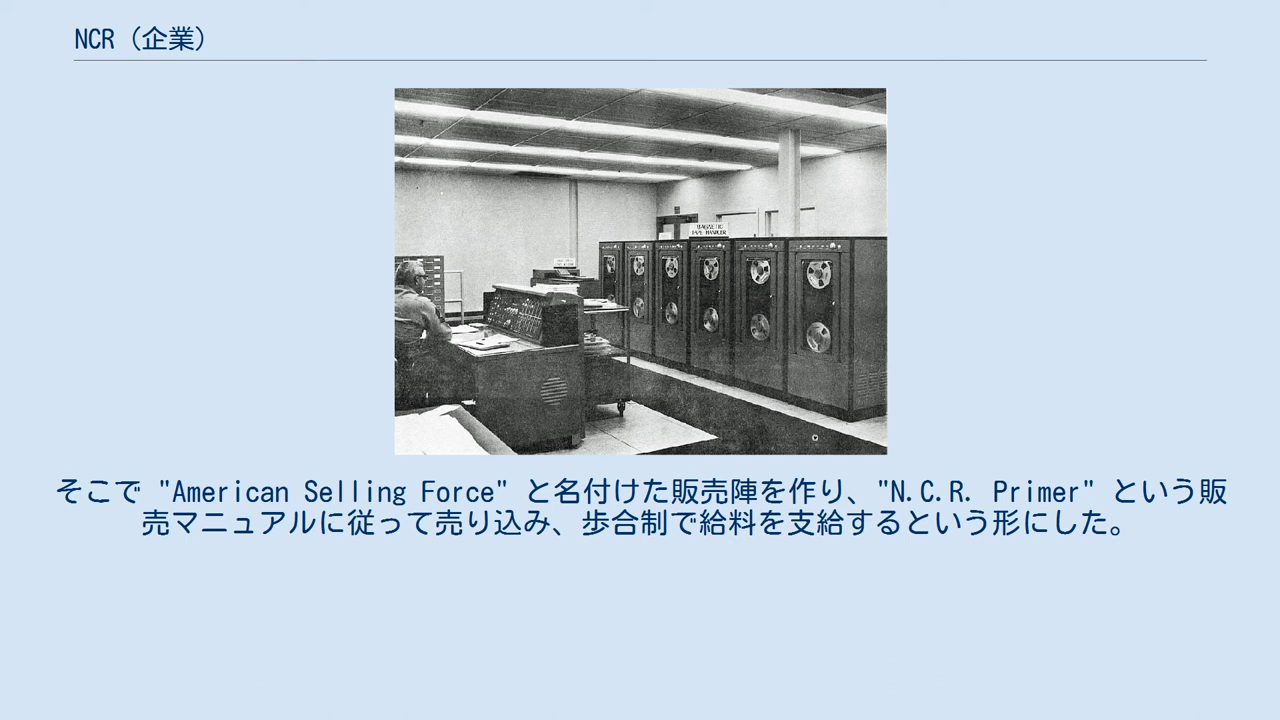 NCR（企業）
MAGNETIC
TAPE HANDLER
そこで "American Selling Force" と名付けた販売陣を作り、"N.C.R. Primer" という販
売マニュアルに従って売り込み、歩合制で給料を支給するという形にした。